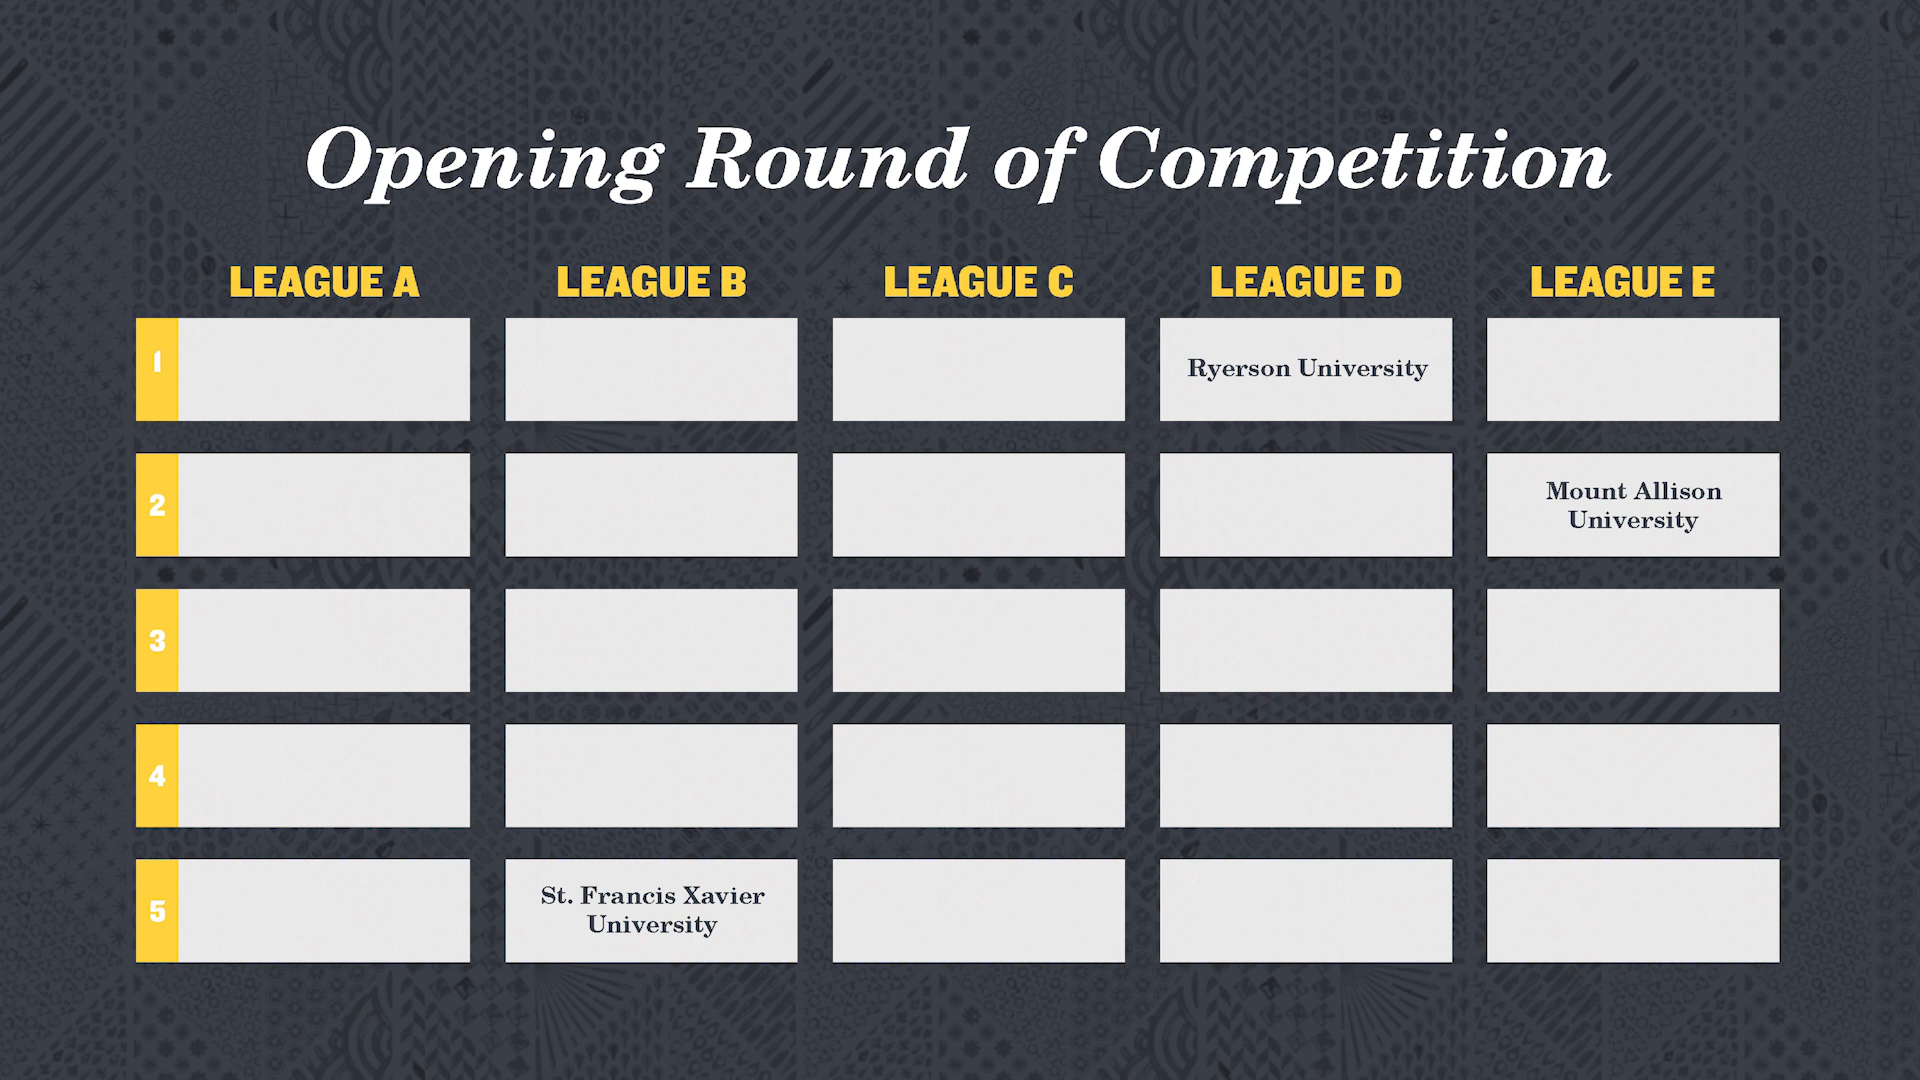 Opening Round of Competition
LEAGUE A LEAGUE B LEAGUE C LEAGUE D LEAGUE E
1
Ryerson University
2
Mount Allison
University
3
4
5
St. Francis Xavier
University